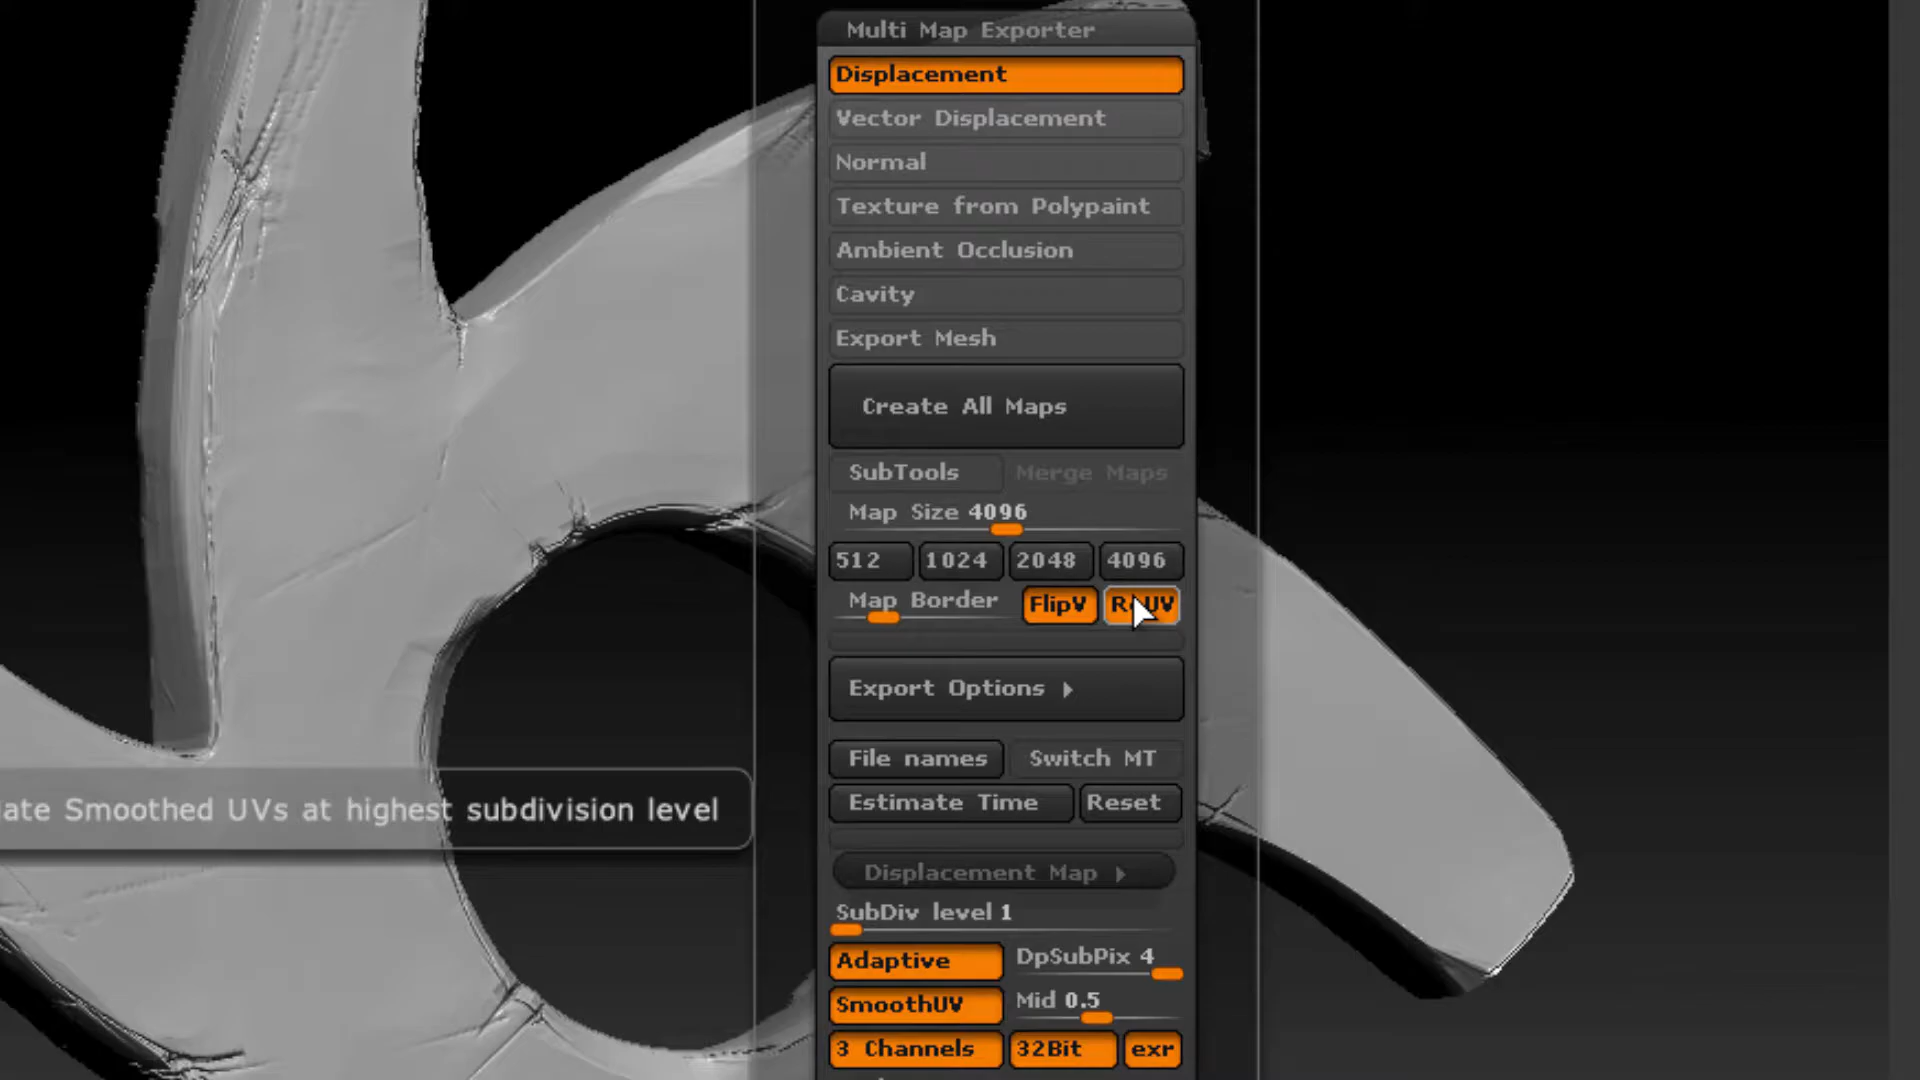 Multi Map Exporter
Displacement
Vector Displacement
Normal
Texture from Polypaint
Ambient Occlusion
Cavity
Export Mesh
Create All Maps
SubTools Merge Maps
Map Size 4096
512 1024 2048 4096
Map Border FlipV
Export Options
File names Switch MT
Estimate Time Reset
Smoothed UVs at highest subdivision level
Displacement Map
SubDiv level 1
Adaptive DpSubPix 4
SmoothUV Mid 0.5
3 Channels 32Bit exr